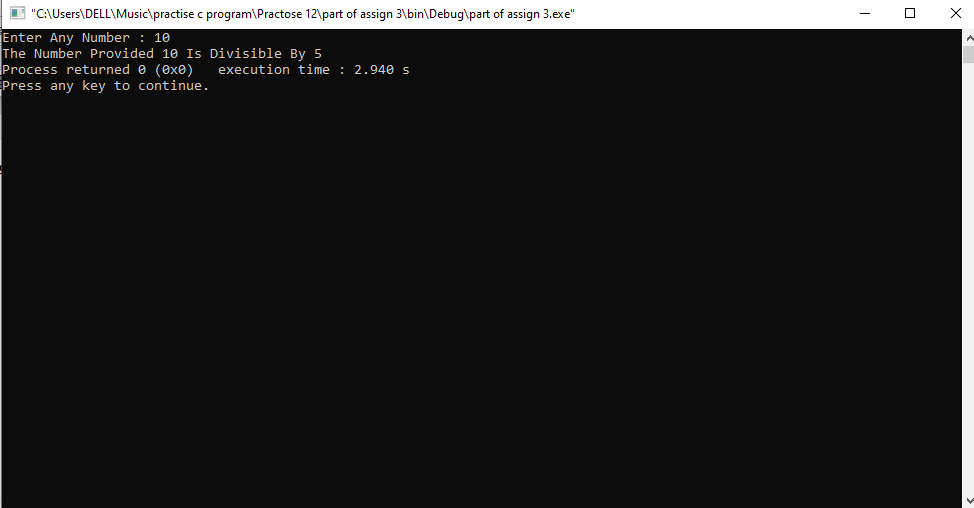 "C:\Users\DELL\Music\practise c program\Practose 12\part of assign 3\bin\Debug\part of assign 3.exe"
Enter Any Number : 10
The Number Provided 10 Is Divisible By 5
Process returned 0 (0x0)   execution time : 2.940 s
Press any key to continue.